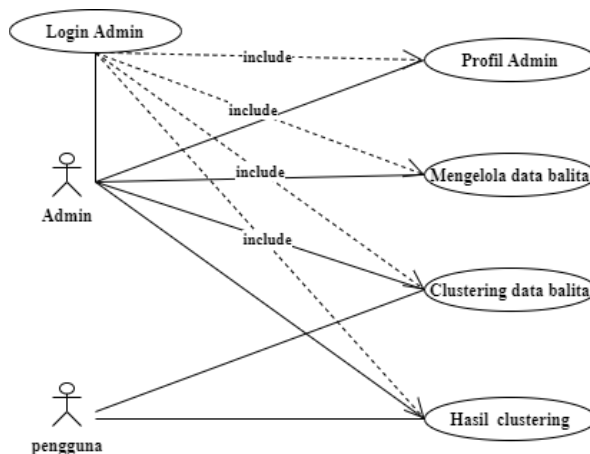 Login Admin
include
Profil Admin
include
Admin
include
Mengelola data balita
include
Clustering data balita
pengguna
Hasil clustering